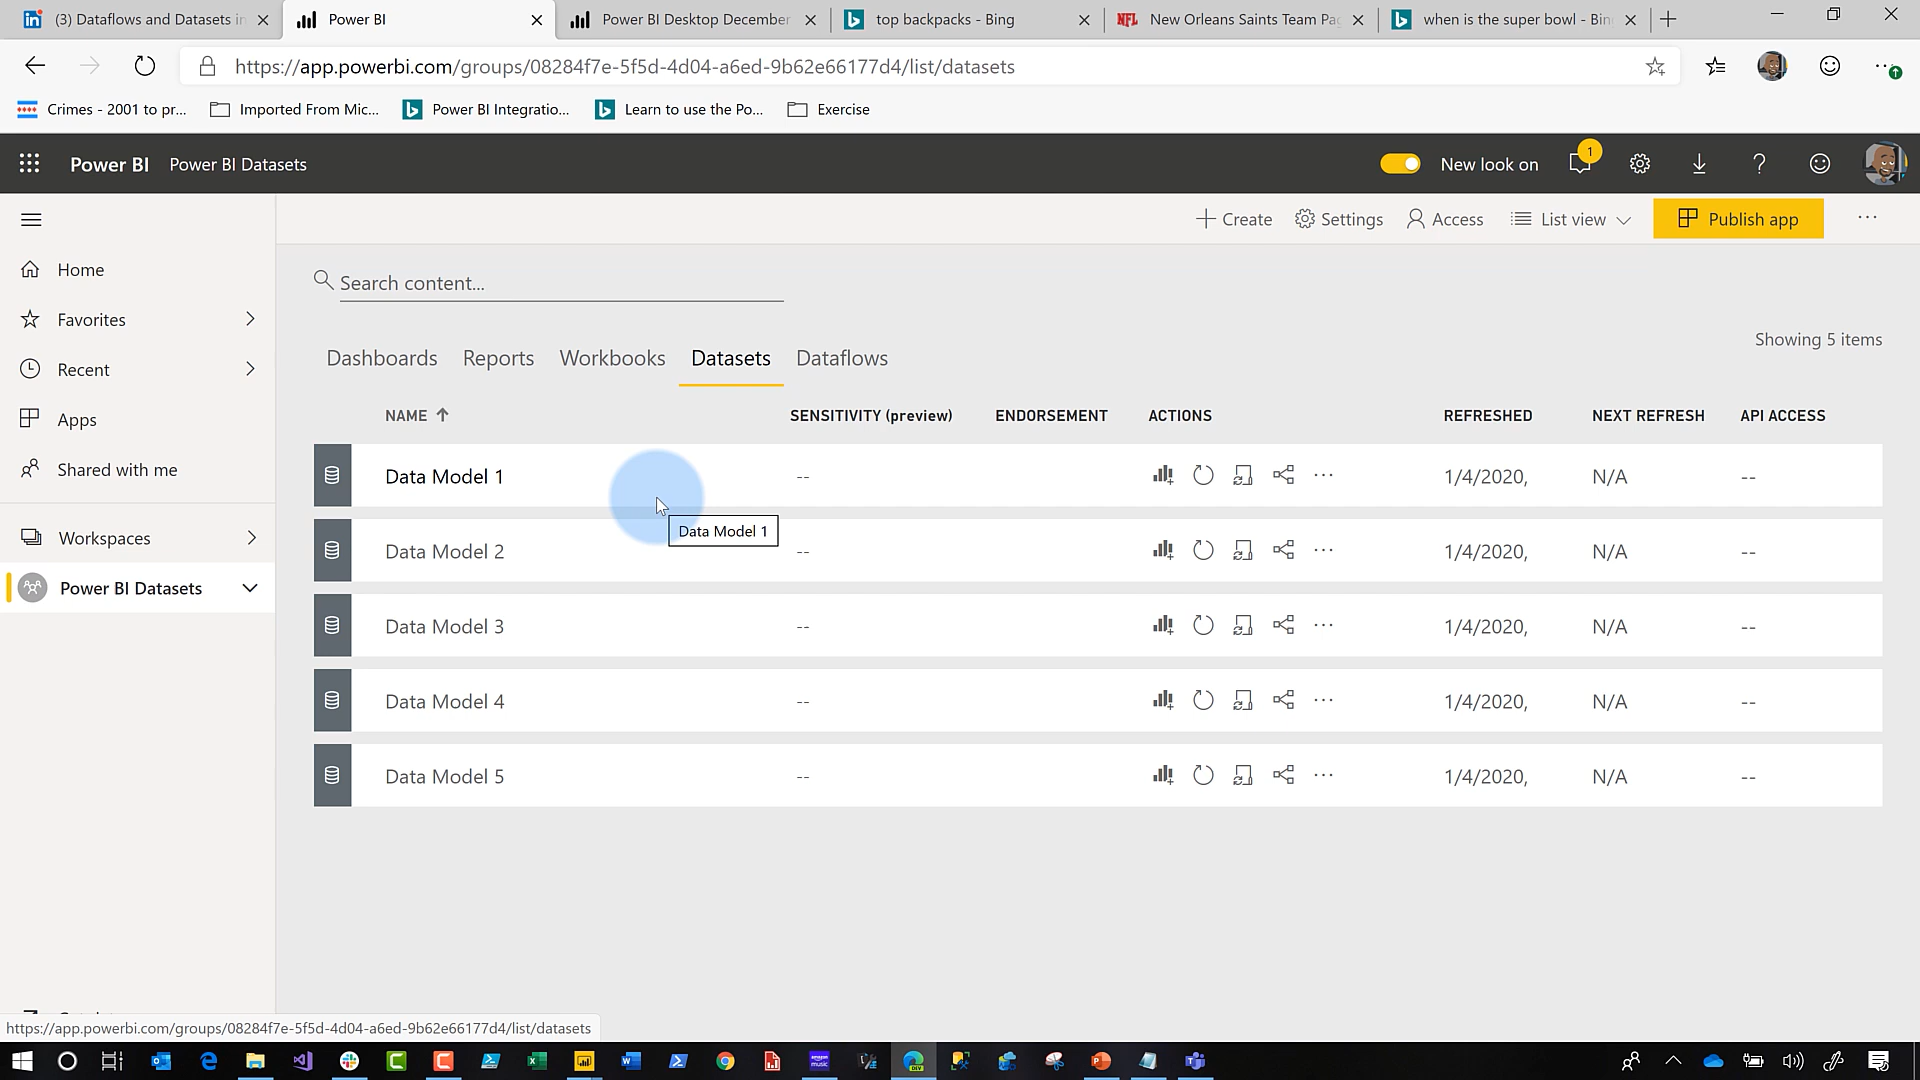 (3) Dataflows and Datasets in
Power BI
Power BI Desktop December
top backpacks - Bing
New Orleans Saints Team Pag
when is the super bowl - Bin
https://app.powerbi.com/groups/08284f7e-5f5d-4d04-a6ed-9b62e66177d4/list/datasets
Crimes - 2001 to pr...
Imported From Mic...
Power BI Integratio...
Learn to use the Po...
Exercise
Power BI
Power BI Datasets
New look on
1
Create
Settings
Access
List view
Publish app
Home
Favorites
Recent
Apps
Shared with me
Workspaces
Power BI Datasets
Search content...
Showing 5 items
Dashboards Reports Workbooks Datasets Dataflows
NAME SENSITIVITY (preview) ENDORSEMENT ACTIONS REFRESHED NEXT REFRESH API ACCESS
Data Model 1 -- 1/4/2020, N/A --
Data Model 1
Data Model 2 -- 1/4/2020, N/A --
Data Model 3 -- 1/4/2020, N/A --
Data Model 4 -- 1/4/2020, N/A --
Data Model 5 -- 1/4/2020, N/A --
https://app.powerbi.com/groups/08284f7e-5f5d-4d04-a6ed-9b62e66177d4/list/datasets